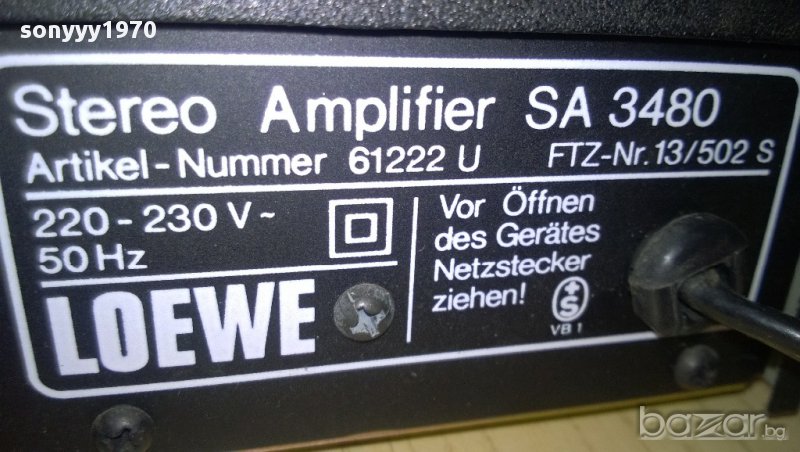 sonyyy1970
Stereo Amplifier SA 3480
Artikel-Nummer 61222 U FTZ-Nr. 13/502 S
220-230 V~
50 Hz
LOEWE
Vor Öffnen
des Gerätes
Netzstecker
ziehen!
S
VB 1
bazar.bg